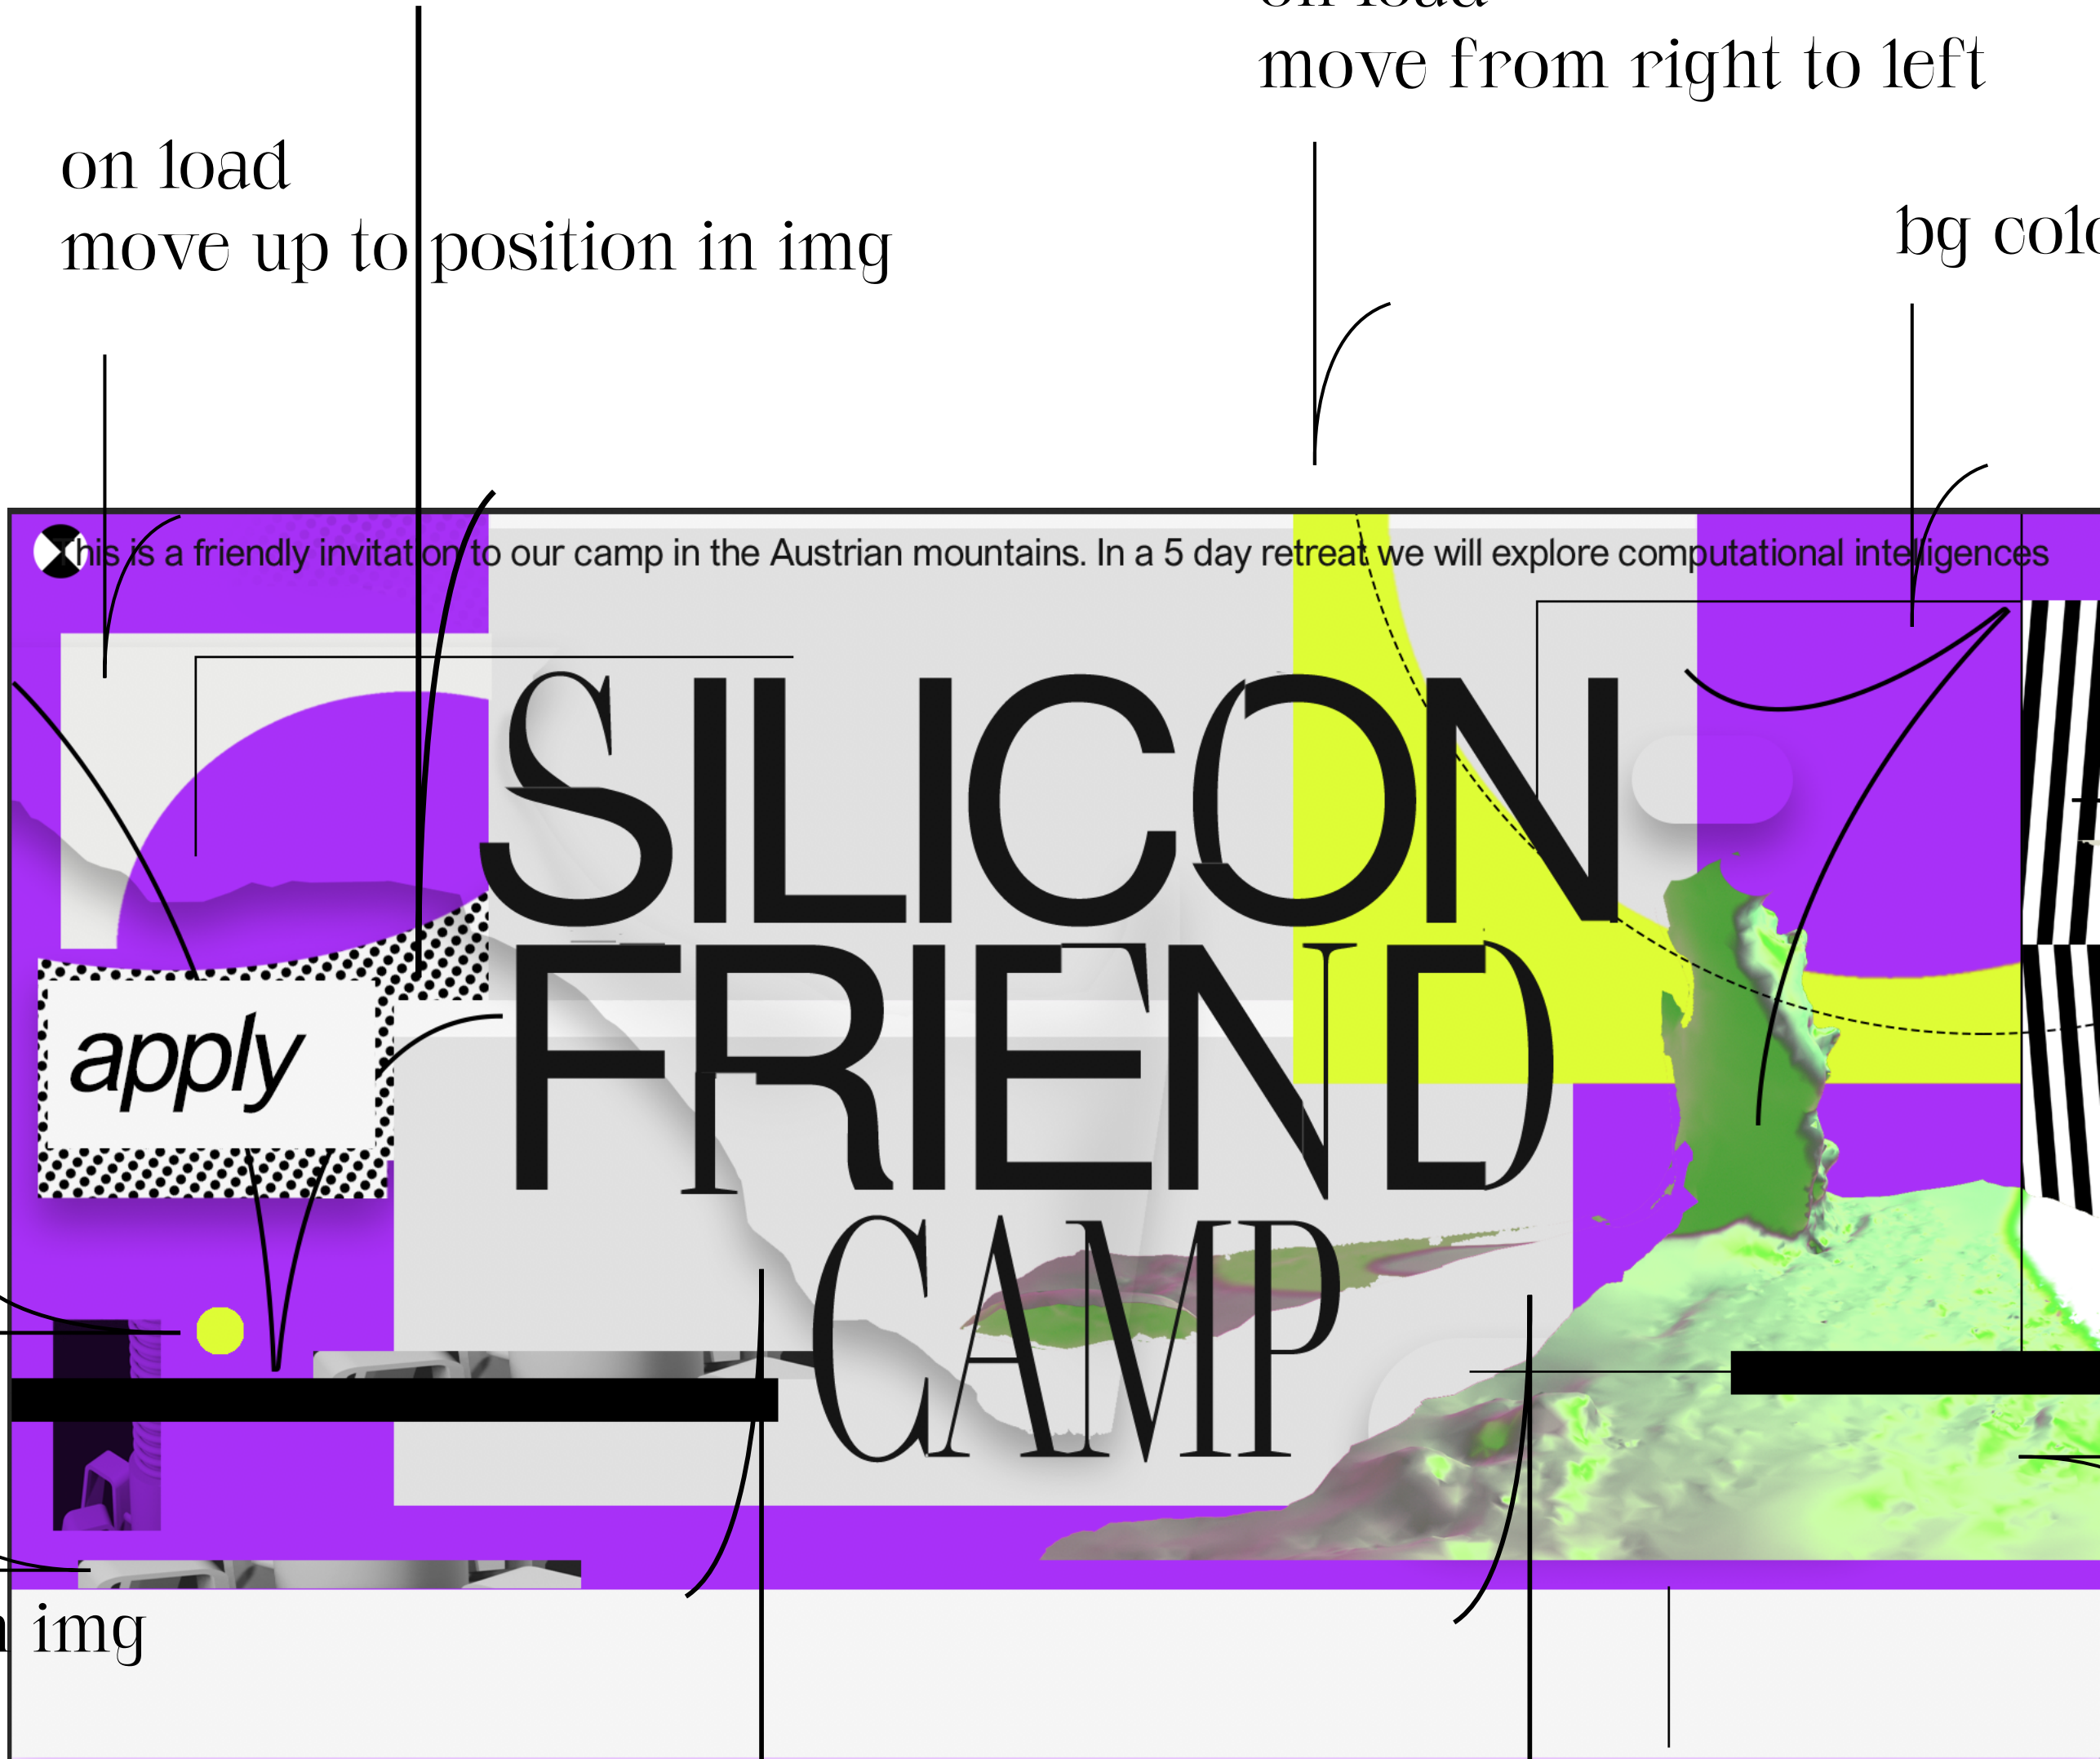 on load
move from right to left
on load
move up to position in img
bg
This is a friendly invitation to our camp in the Austrian mountains. In a 5 day retreat we will explore computational intelligences
SILICON
FRIEND
CAMP
apply
img